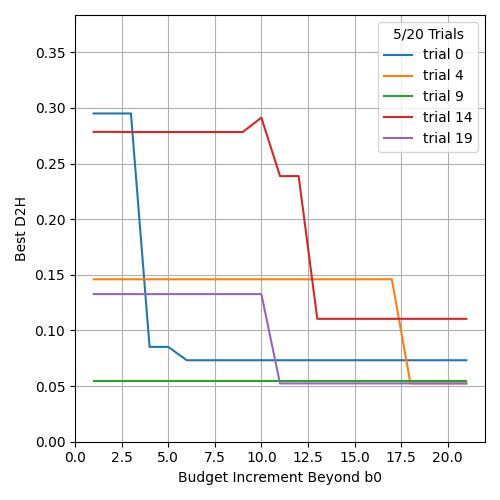 5/20 Trials
trial 0
trial 4
trial 9
trial 14
trial 19
Best D2H
0.35
0.30
0.25
0.20
0.15
0.10
0.05
0.00
0.0 2.5 5.0 7.5 10.0 12.5 15.0 17.5 20.0
Budget Increment Beyond b0